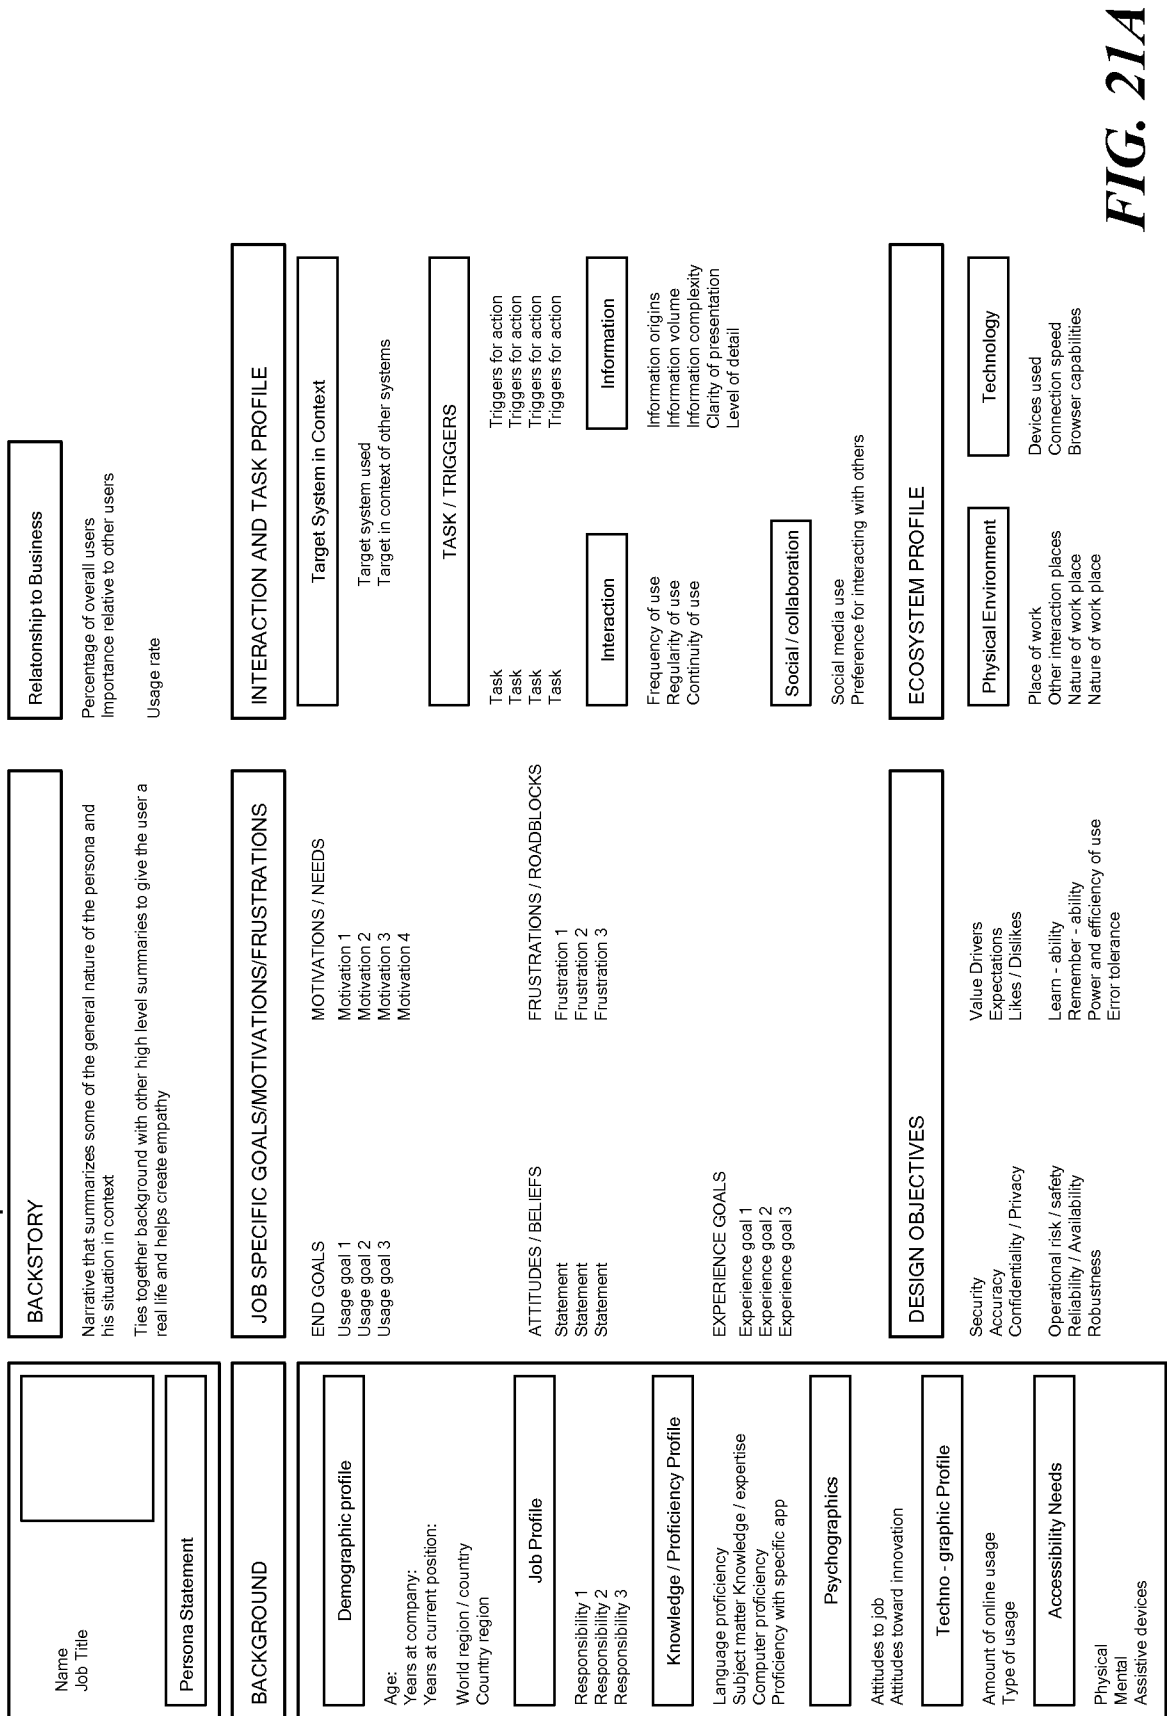 Name
Job Title
Persona Statement
BACKGROUND
Demographic profile
Age:
Years at company:
Years at current position:
World region / country
Country region
Job Profile
Responsibility 1
Responsibility 2
Responsibility 3
Knowledge / Proficiency Profile
Language proficiency
Subject matter Knowledge / expertise
Computer proficiency
Proficiency with specific app
Psychographics
Attitudes to job
Attitudes toward innovation
Techno - graphic Profile
Amount of online usage
Type of usage
Accessibility Needs
Physical
Mental
Assistive devices
BACKSTORY
Narrative that summarizes some of the general nature of the persona and
his situation in context
Ties together background with other high level summaries to give the user a
real life and helps create empathy
JOB SPECIFIC GOALS/MOTIVATIONS/FRUSTRATIONS
END GOALS
Usage goal 1
Usage goal 2
Usage goal 3
MOTIVATIONS / NEEDS
Motivation 1
Motivation 2
Motivation 3
Motivation 4
ATTITUDES / BELIEFS
Statement
Statement
Statement
FRUSTRATIONS / ROADBLOCKS
Frustration 1
Frustration 2
Frustration 3
EXPERIENCE GOALS
Experience goal 1
Experience goal 2
Experience goal 3
DESIGN OBJECTIVES
Security
Accuracy
Confidentiality / Privacy
Operational risk / safety
Reliability / Availability
Robustness
Value Drivers
Expectations
Likes / Dislikes
Learn - ability
Remember - ability
Power and efficiency of use
Error tolerance
Relatonship to Business
Percentage of overall users
Importance relative to other users
Usage rate
INTERACTION AND TASK PROFILE
Target System in Context
Target system used
Target in context of other systems
TASK / TRIGGERS
Task
Task
Task
Task
Triggers for action
Triggers for action
Triggers for action
Triggers for action
Interaction
Frequency of use
Regularity of use
Continuity of use
Information
Information origins
Information volume
Information complexity
Clarity of presentation
Level of detail
Social / collaboration
Social media use
Preference for interacting with others
ECOSYSTEM PROFILE
Physical Environment
Place of work
Other interaction places
Nature of work place
Nature of work place
Technology
Devices used
Connection speed
Browser capabilities
FIG. 21A